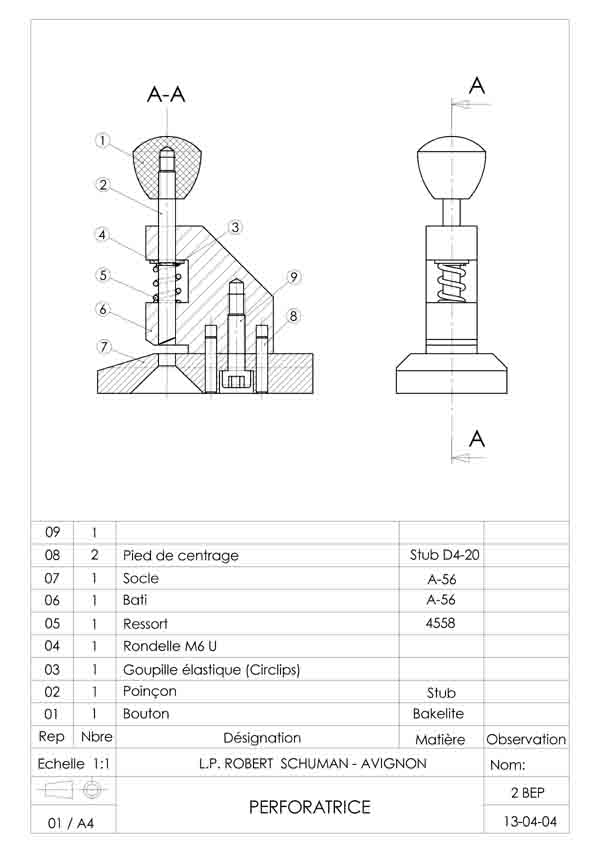 A-A
A
1
2
3
4
5
9
6
8
7
A
09 1
08 2 Pied de centrage Stub D4-20
07 1 Socle A-56
06 1 Bati A-56
05 1 Ressort 4558
04 1 Rondelle M6 U
03 1 Goupille élastique (Circlips)
02 1 Poinçon Stub
01 1 Bouton Bakelite
Rep Nbre Désignation Matière Observation
Echelle 1:1 L.P. ROBERT SCHUMAN - AVIGNON Nom:
PERFORATRICE 2 BEP
01 / A4 13-04-04